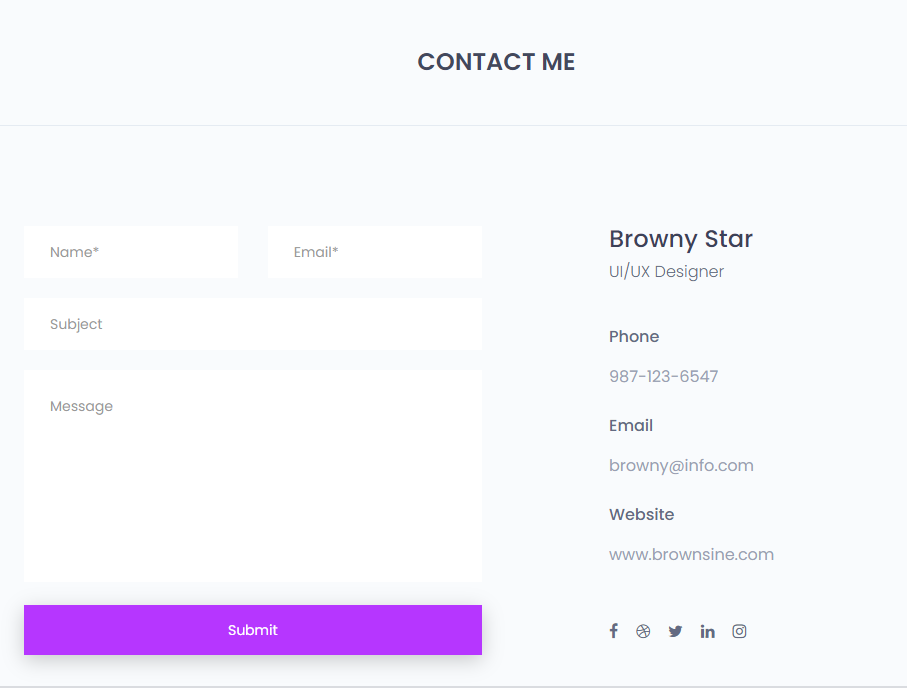 CONTACT ME
Name*
Email*
Subject
Message
Submit
Browny Star
UI/UX Designer
Phone
987-123-6547
Email
browny@info.com
Website
www.brownsine.com